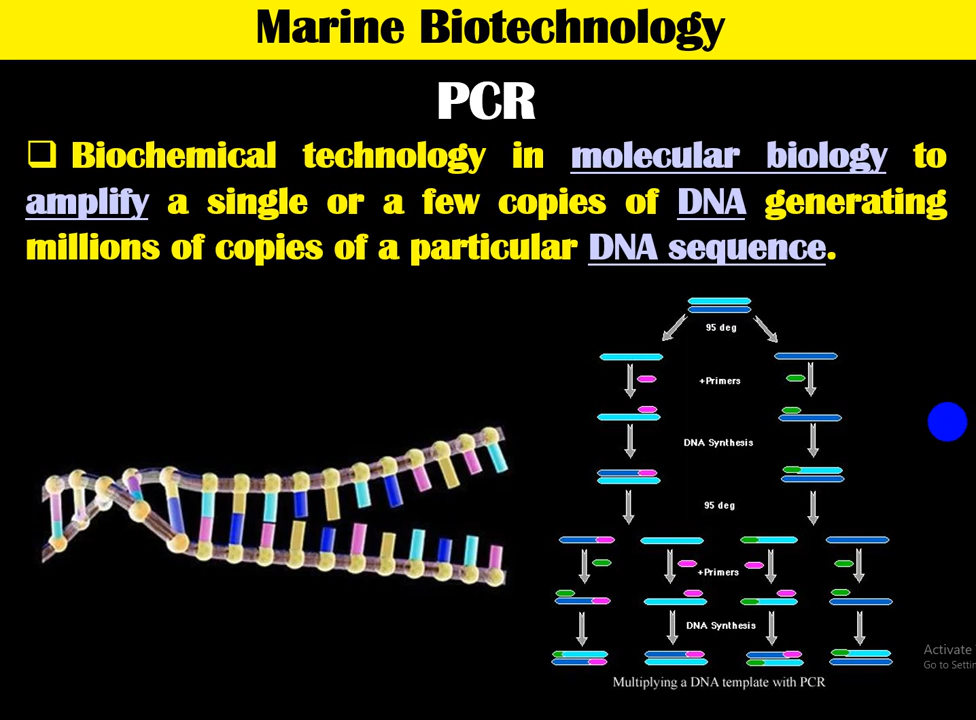 Marine Biotechnology
PCR
Biochemical technology in molecular biology to
amplify a single or a few copies of DNA generating
millions of copies of a particular DNA sequence.
95 deg
+Primers
DNA Synthesis
95 deg
+Primers
DNA Synthesis
Multiplying a DNA template with PCR
Activate
Go to